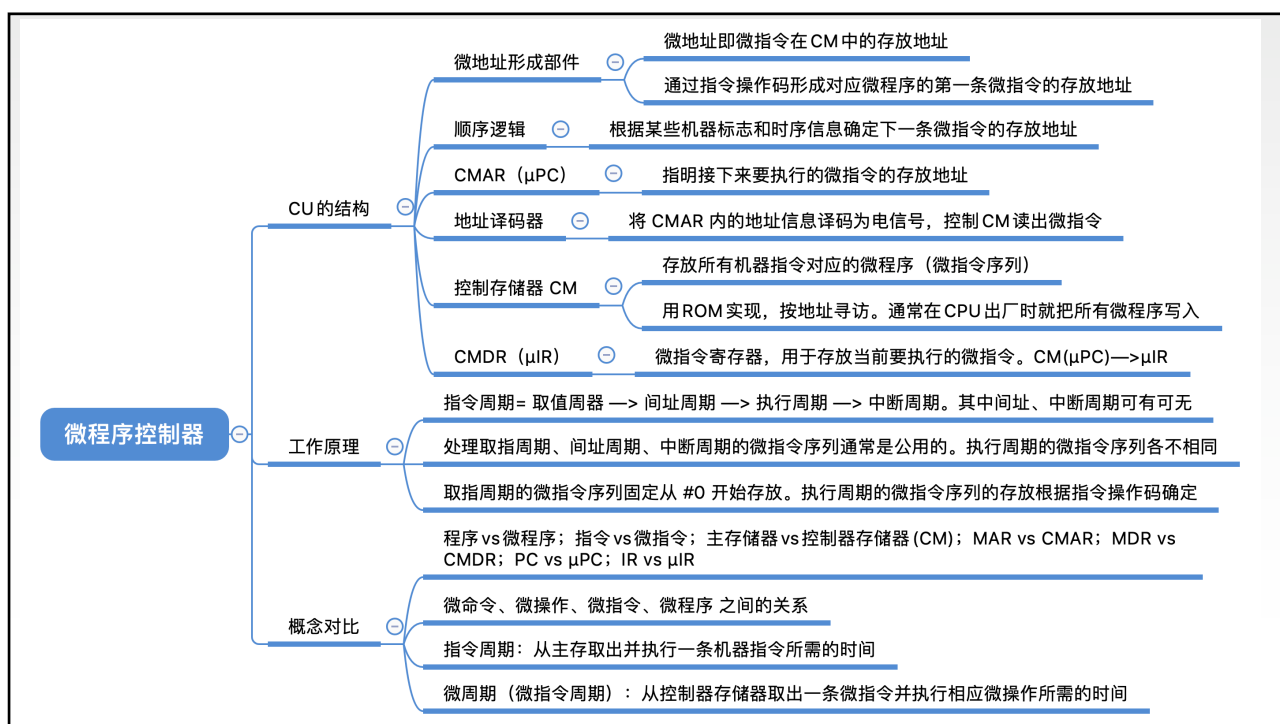 微程序控制器
CU的结构
微地址形成部件
微地址即微指令在CM中的存放地址
通过指令操作码形成对应微程序的第一条微指令的存放地址
顺序逻辑
根据某些机器标志和时序信息确定下一条微指令的存放地址
CMAR（μPC）
指明接下来要执行的微指令的存放地址
地址译码器
将 CMAR 内的地址信息译码为电信号，控制CM读出微指令
控制存储器 CM
存放所有机器指令对应的微程序（微指令序列）
用ROM实现，按地址寻访。通常在CPU出厂时就把所有微程序写入
CMDR（μIR）
微指令寄存器，用于存放当前要执行的微指令。CM(μPC)—>μIR
工作原理
指令周期= 取值周器 —> 间址周期 —> 执行周期 —> 中断周期。其中间址、中断周期可有可无
处理取指周期、间址周期、中断周期的微指令序列通常是公用的。执行周期的微指令序列各不相同
取指周期的微指令序列固定从 #0 开始存放。执行周期的微指令序列的存放根据指令操作码确定
概念对比
程序vs微程序；指令vs微指令；主存储器vs控制器存储器(CM)；MAR vs CMAR；MDR vs
CMDR；PC vs μPC；IR vs μIR
微命令、微操作、微指令、微程序 之间的关系
指令周期：从主存取出并执行一条机器指令所需的时间
微周期（微指令周期）：从控制器存储器取出一条微指令并执行相应微操作所需的时间